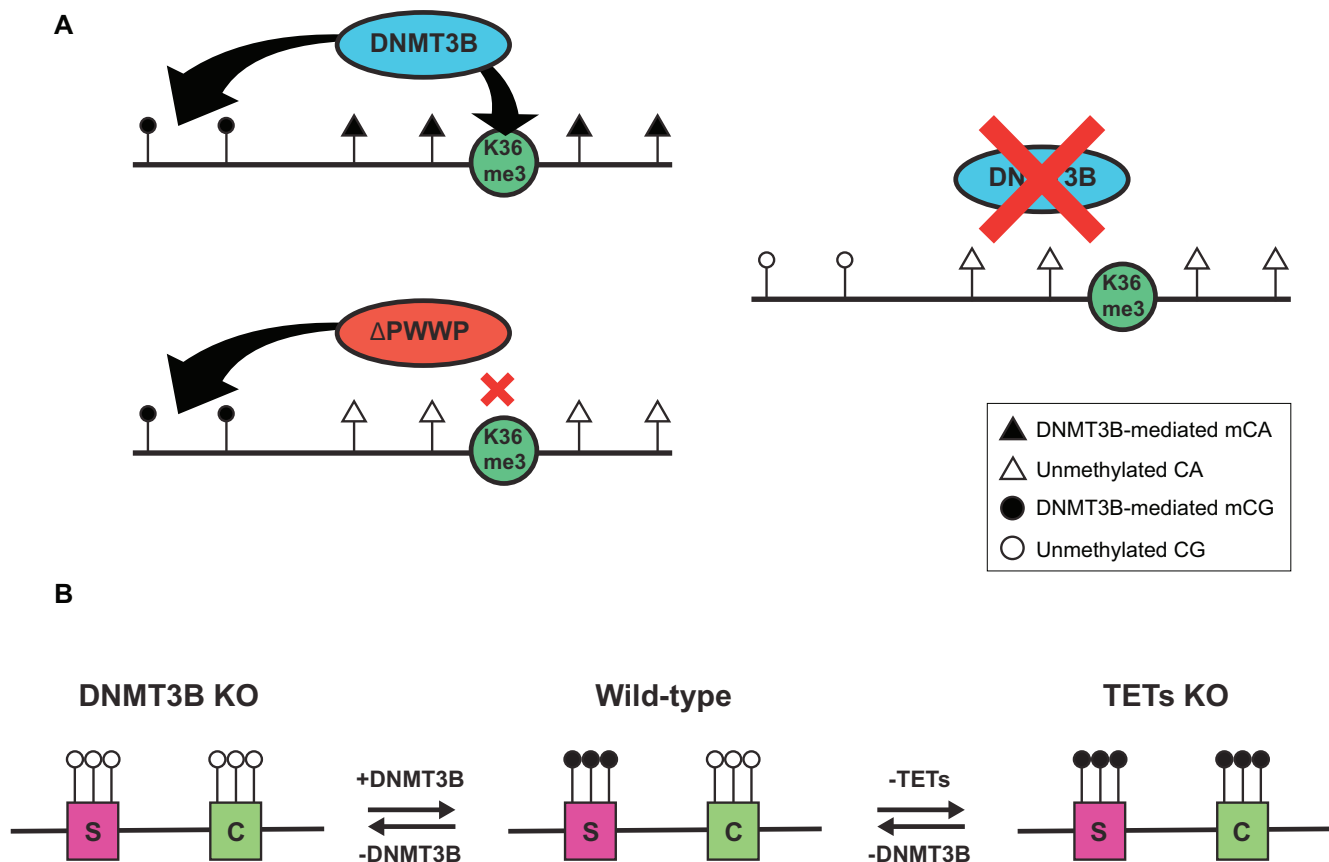 A
DNMT3B
K36
me3
DNMT3B
K36
me3
ΔPWWP
K36
me3
DNMT3B-mediated mCA
Unmethylated CA
DNMT3B-mediated mCG
Unmethylated CG
B
DNMT3B KO
Wild-type
TETs KO
+DNMT3B
-DNMT3B
-TETs
-DNMT3B
S
C
S
C
S
C